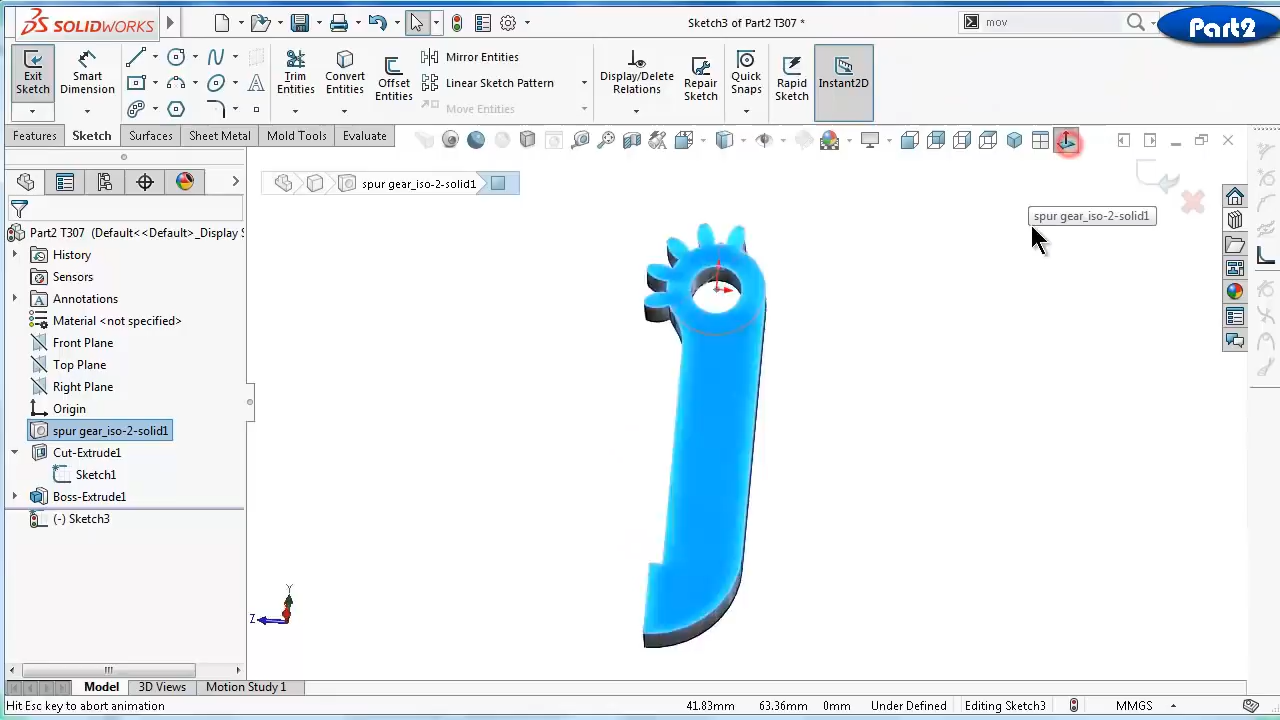 SOLIDWORKS
Sketch3 of Part2 T307 *
mov
Part2
Exit Sketch
Smart Dimension
Trim Entities
Convert Entities
Offset Entities
Mirror Entities
Linear Sketch Pattern
Move Entities
Display/Delete Relations
Repair Sketch
Quick Snaps
Rapid Sketch
Instant2D
Features
Sketch
Surfaces
Sheet Metal
Mold Tools
Evaluate
spur gear_iso-2-solid1
spur gear_iso-2-solid1
Part2 T307 (Default<<Default>_Display S
History
Sensors
Annotations
Material <not specified>
Front Plane
Top Plane
Right Plane
Origin
spur gear_iso-2-solid1
Cut-Extrude1
Sketch1
Boss-Extrude1
(-) Sketch3
Y
Z
Model
3D Views
Motion Study 1
Hit Esc key to abort animation
41.83mm
63.36mm
0mm
Under Defined
Editing Sketch3
MMGS